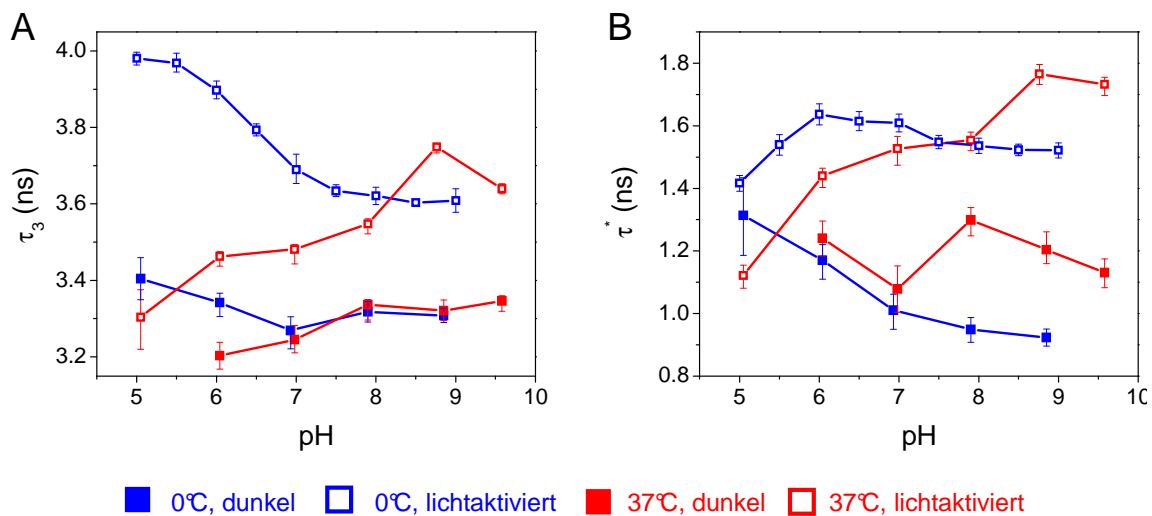 A
B
τ3 (ns)
4.0
3.8
3.6
3.4
3.2
5 6 7 8 9 10
pH
τ* (ns)
1.8
1.6
1.4
1.2
1.0
0.8
5 6 7 8 9 10
pH
0°C, dunkel
0°C, lichtaktiviert
37°C, dunkel
37°C, lichtaktiviert